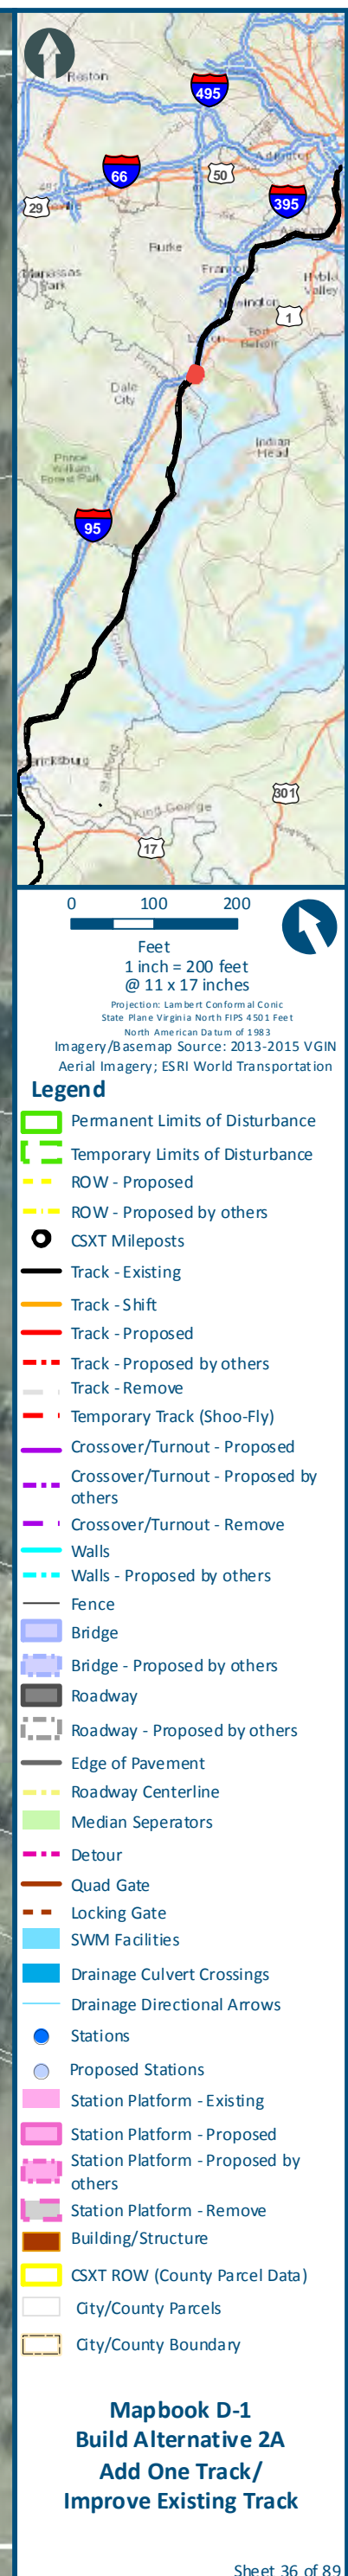 Reston
495
66
50
Arlington
29
395
Burke
Manassas
Park
Hybla
Valley
1
Fort
Belvoir
Dale
City
Indian
Head
Prince
William
Forest Park
95
VIRGINIA
Stafford
King George
301
17
0 100 200
Feet
1 inch = 200 feet
@ 11 x 17 inches
Projection: Lambert Conformal Conic
State Plane Virginia North FIPS 4501 Feet
North American Datum of 1983
Imagery/Basemap Source: 2013-2015 VGIN
Aerial Imagery; ESRI World Transportation
Legend
Permanent Limits of Disturbance
Temporary Limits of Disturbance
ROW - Proposed
ROW - Proposed by others
CSXT Mileposts
Track - Existing
Track - Shift
Track - Proposed
Track - Proposed by others
Track - Remove
Temporary Track (Shoo-Fly)
Crossover/Turnout - Proposed
Crossover/Turnout - Proposed by
others
Crossover/Turnout - Remove
Walls
Walls - Proposed by others
Fence
Bridge
Bridge - Proposed by others
Roadway
Roadway - Proposed by others
Edge of Pavement
Roadway Centerline
Median Seperators
Detour
Quad Gate
Locking Gate
SWM Facilities
Drainage Culvert Crossings
Drainage Directional Arrows
Stations
Proposed Stations
Station Platform - Existing
Station Platform - Proposed
Station Platform - Proposed by
others
Station Platform - Remove
Building/Structure
CSXT ROW (County Parcel Data)
City/County Parcels
City/County Boundary
Mapbook D-1
Build Alternative 2A
Add One Track/
Improve Existing Track
Sheet 36 of 89